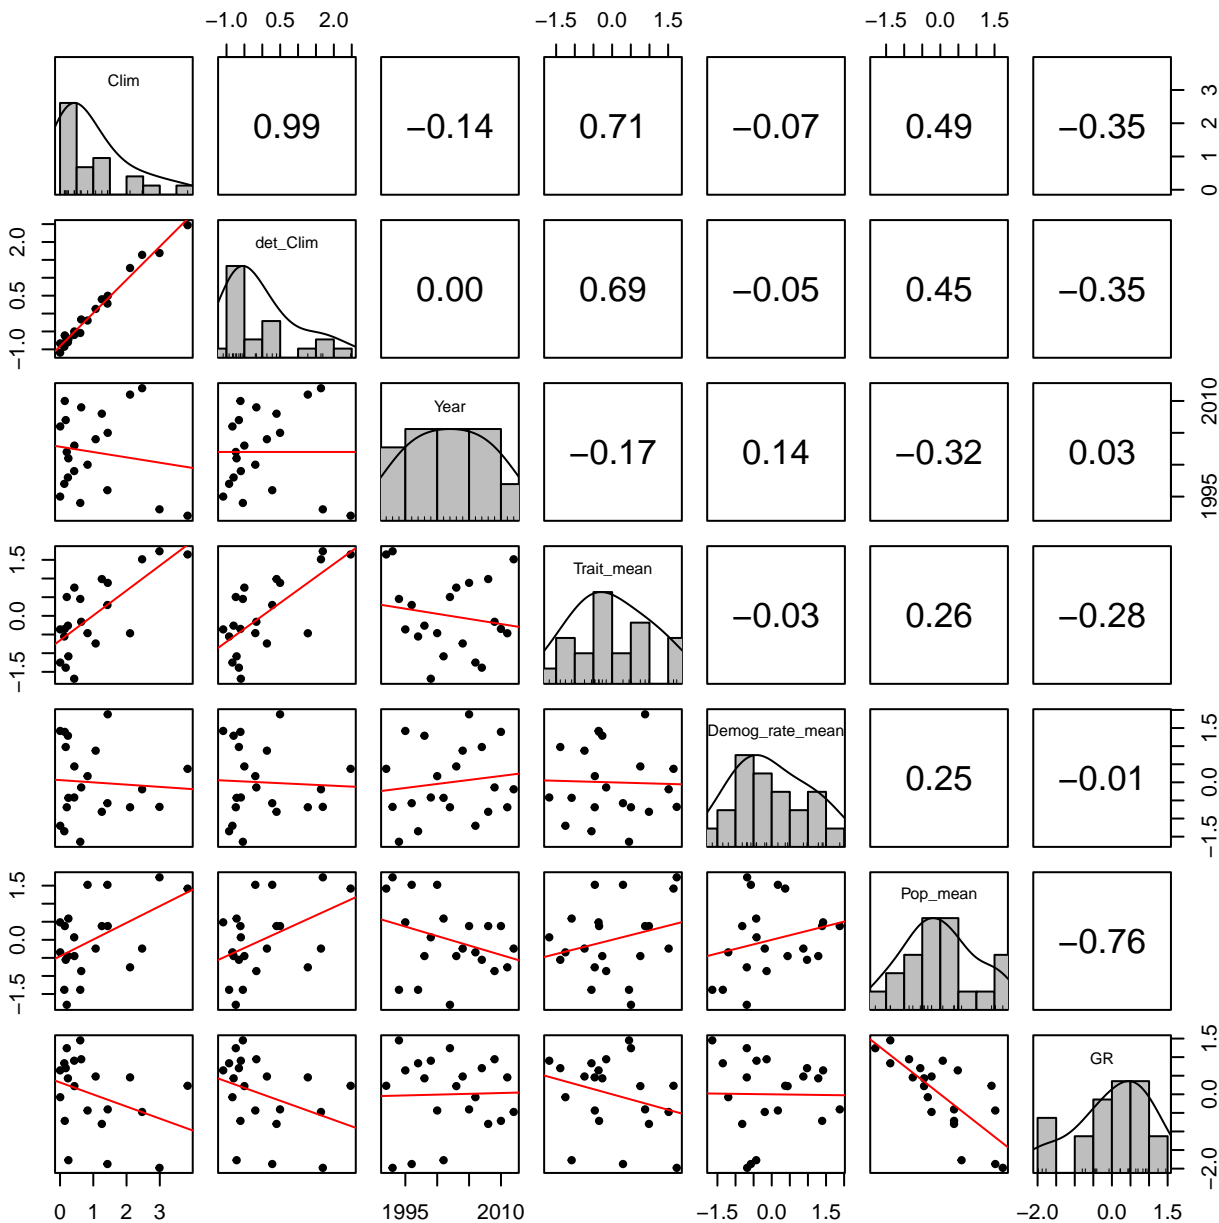 −1.0 0.5 2.0 −1.5 0.0 1.5 −1.5 0.0 1.5
Clim
0.99 −0.14 0.71 −0.07 0.49 −0.35
0 1 2 3
det_Clim
0.00 0.69 −0.05 0.45 −0.35
−1.0 0.5 2.0
Year
−0.17 0.14 −0.32 0.03
1995 2010
Trait_mean
−0.03 0.26 −0.28
−1.5 0.0 1.5
Demog_rate_mean
0.25 −0.01
−1.5 0.0 1.5
Pop_mean
−0.76
−1.5 0.0 1.5
GR
−2.0 0.0 1.5
0 1 2 3 1995 2010 −1.5 0.0 1.5 −2.0 0.0 1.5